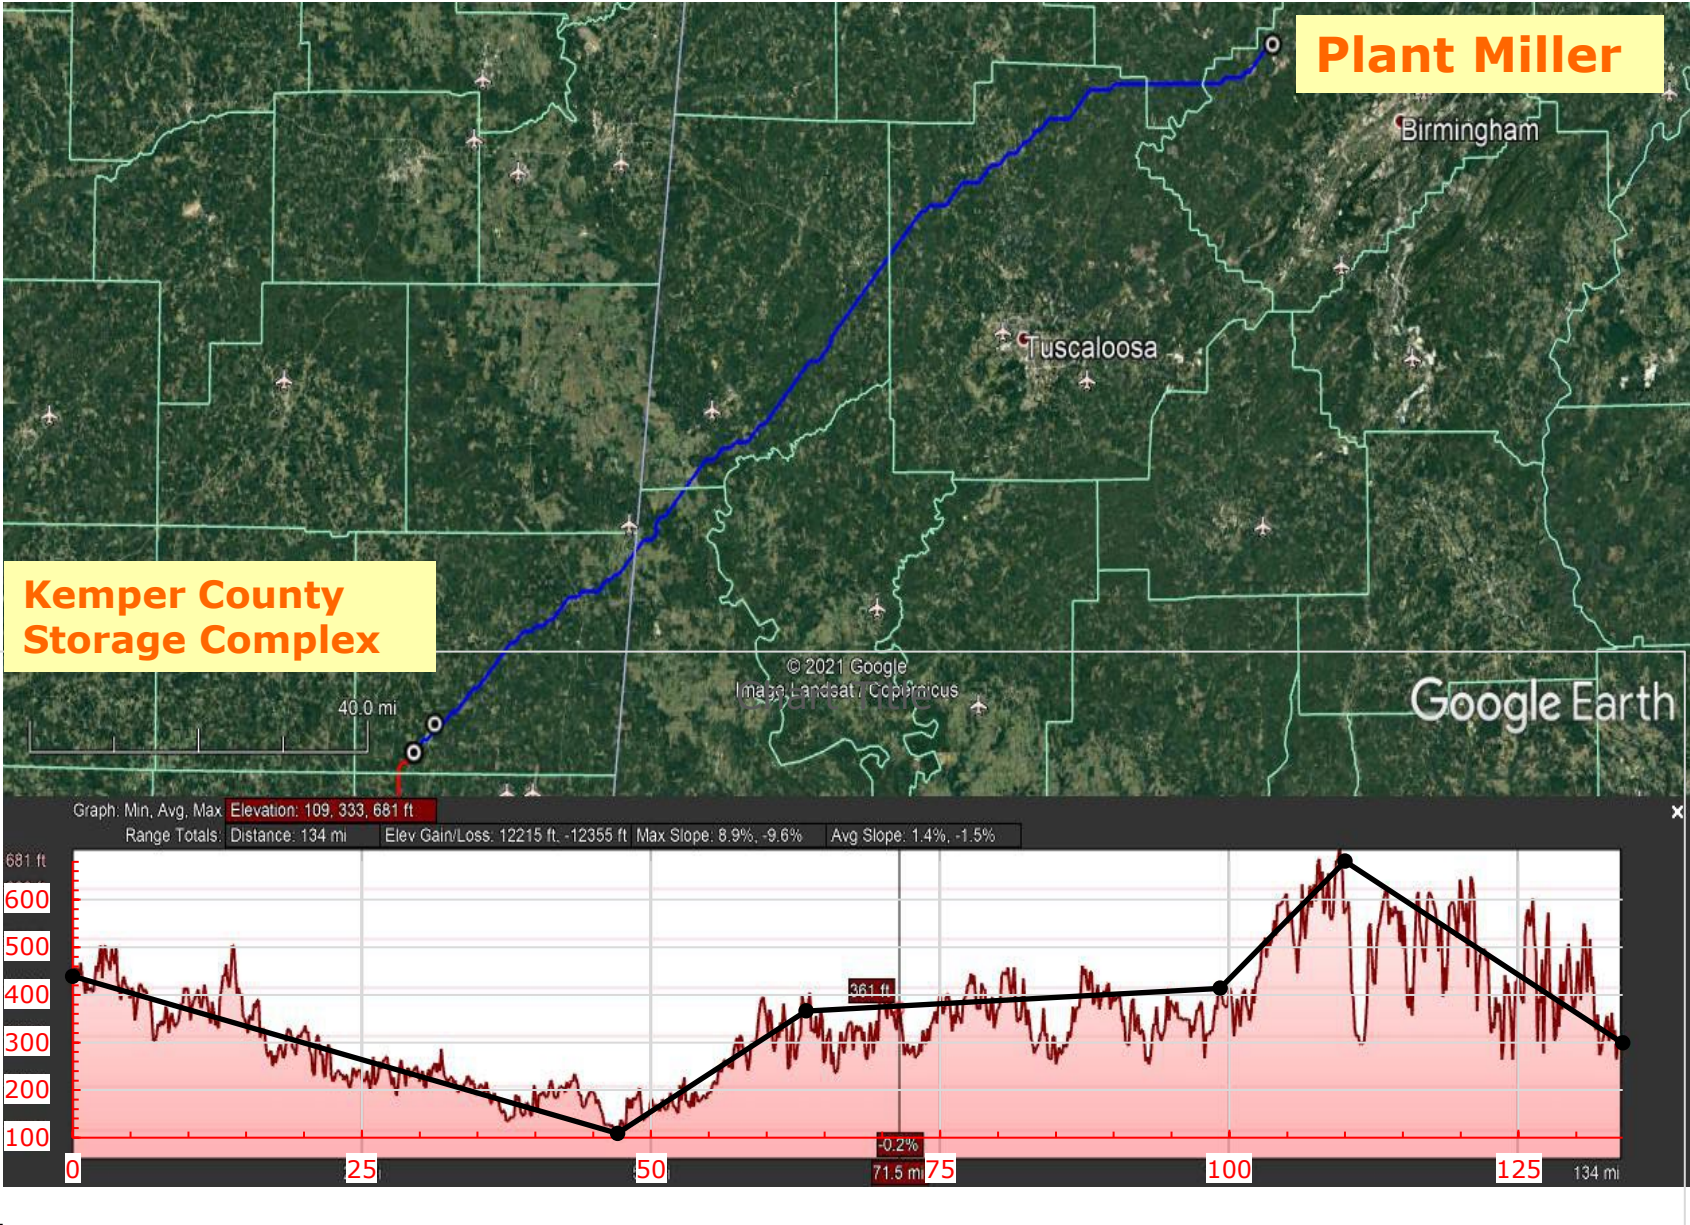 Plant Miller
Birmingham
Tuscaloosa
Kemper County
Storage Complex
© 2021 Google
Image Landsat / Copernicus
Google Earth
40.0 mi
Graph: Min, Avg, Max Elevation: 109, 333, 681 ft
Range Totals: Distance: 134 mi Elev Gain/Loss: 12215 ft, -12355 ft Max Slope: 8.9%, -9.6% Avg Slope: 1.4%, -1.5%
681 ft
600
500
400
361 ft
300
200
100
-0.2%
0 25 50 71.5 mi 75 100 125 134 mi